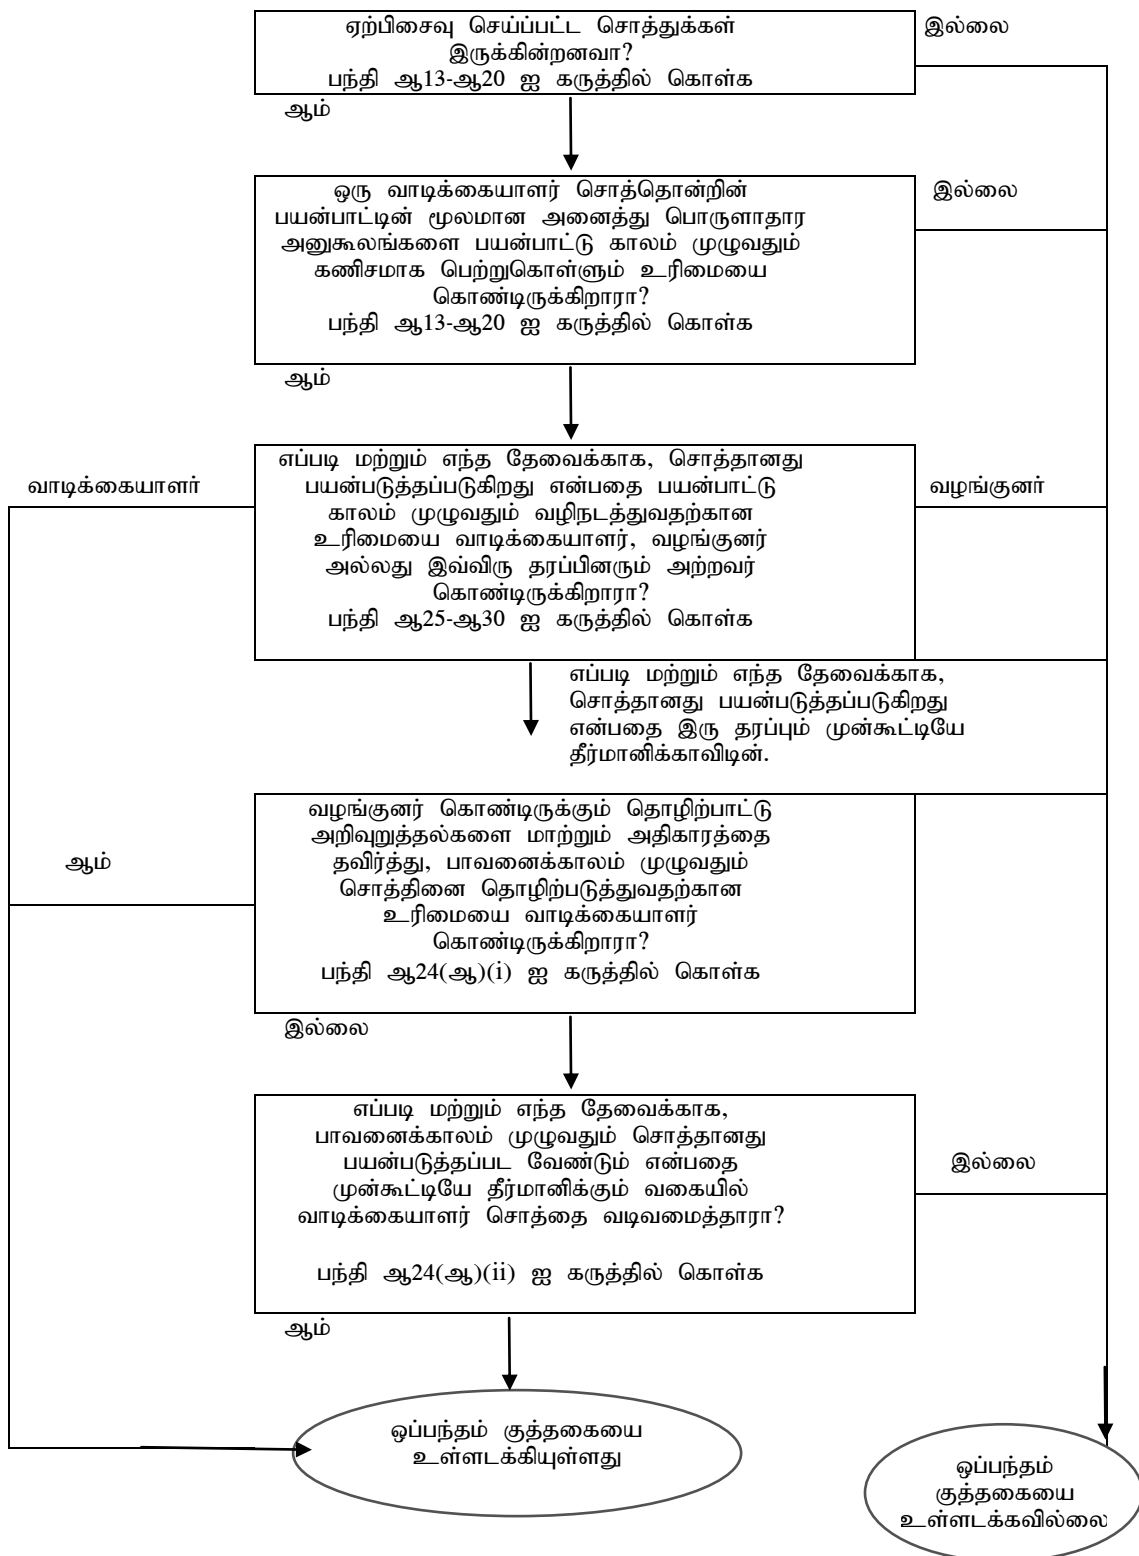 ஏற்பிசைவு செய்ப்பட்ட சொத்துக்கள்
இருக்கின்றனவா?
பந்தி ஆ13-ஆ20 ஐ கருத்தில் கொள்க
இல்லை
ஆம்
ஒரு வாடிக்கையாளர் சொத்தொன்றின்
பயன்பாட்டின் மூலமான அனைத்து பொருளாதார
அனுகூலங்களை பயன்பாட்டு காலம் முழுவதும்
கணிசமாக பெற்றுகொள்ளும் உரிமையை
கொண்டிருக்கிறாரா?
பந்தி ஆ13-ஆ20 ஐ கருத்தில் கொள்க
இல்லை
ஆம்
வாடிக்கையாளர்
எப்படி மற்றும் எந்த தேவைக்காக, சொத்தானது
பயன்படுத்தப்படுகிறது என்பதை பயன்பாட்டு
காலம் முழுவதும் வழிநடத்துவதற்கான
உரிமையை வாடிக்கையாளர், வழங்குனர்
அல்லது இவ்விரு தரப்பினரும் அற்றவர்
கொண்டிருக்கிறாரா?
பந்தி ஆ25-ஆ30 ஐ கருத்தில் கொள்க
வழங்குனர்
எப்படி மற்றும் எந்த தேவைக்காக,
சொத்தானது பயன்படுத்தப்படுகிறது
என்பதை இரு தரப்பும் முன்கூட்டியே
தீர்மானிக்காவிடின்.
ஆம்
வழங்குனர் கொண்டிருக்கும் தொழிற்பாட்டு
அறிவுறுத்தல்களை மாற்றும் அதிகாரத்தை
தவிர்த்து, பாவனைக்காலம் முழுவதும்
சொத்தினை தொழிற்படுத்துவதற்கான
உரிமையை வாடிக்கையாளர்
கொண்டிருக்கிறாரா?
பந்தி ஆ24(ஆ)(i) ஐ கருத்தில் கொள்க
இல்லை
எப்படி மற்றும் எந்த தேவைக்காக,
பாவனைக்காலம் முழுவதும் சொத்தானது
பயன்படுத்தப்பட வேண்டும் என்பதை
முன்கூட்டியே தீர்மானிக்கும் வகையில்
வாடிக்கையாளர் சொத்தை வடிவமைத்தாரா?
பந்தி ஆ24(ஆ)(ii) ஐ கருத்தில் கொள்க
இல்லை
ஆம்
ஒப்பந்தம் குத்தகையை
உள்ளடக்கியுள்ளது
ஒப்பந்தம்
குத்தகையை
உள்ளடக்கவில்லை